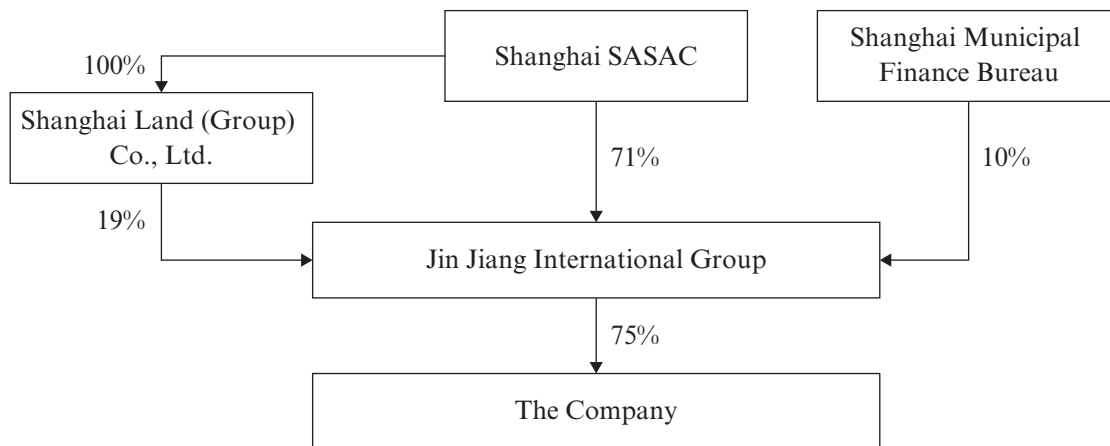 Shanghai SASAC
Shanghai Municipal
Finance Bureau
100%
Shanghai Land (Group)
Co., Ltd.
71%
10%
19%
Jin Jiang International Group
75%
The Company